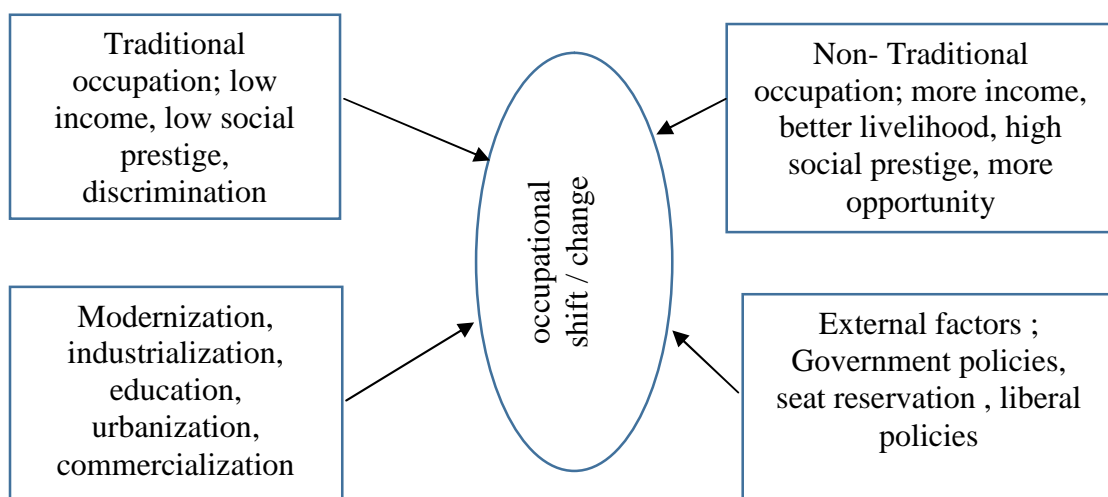 Traditional
occupation; low
income, low social
prestige,
discrimination
Non- Traditional
occupation; more income,
better livelihood, high
social prestige, more
opportunity
occupational
shift / change
Modernization,
industrialization,
education,
urbanization,
commercialization
External factors ;
Government policies,
seat reservation , liberal
policies